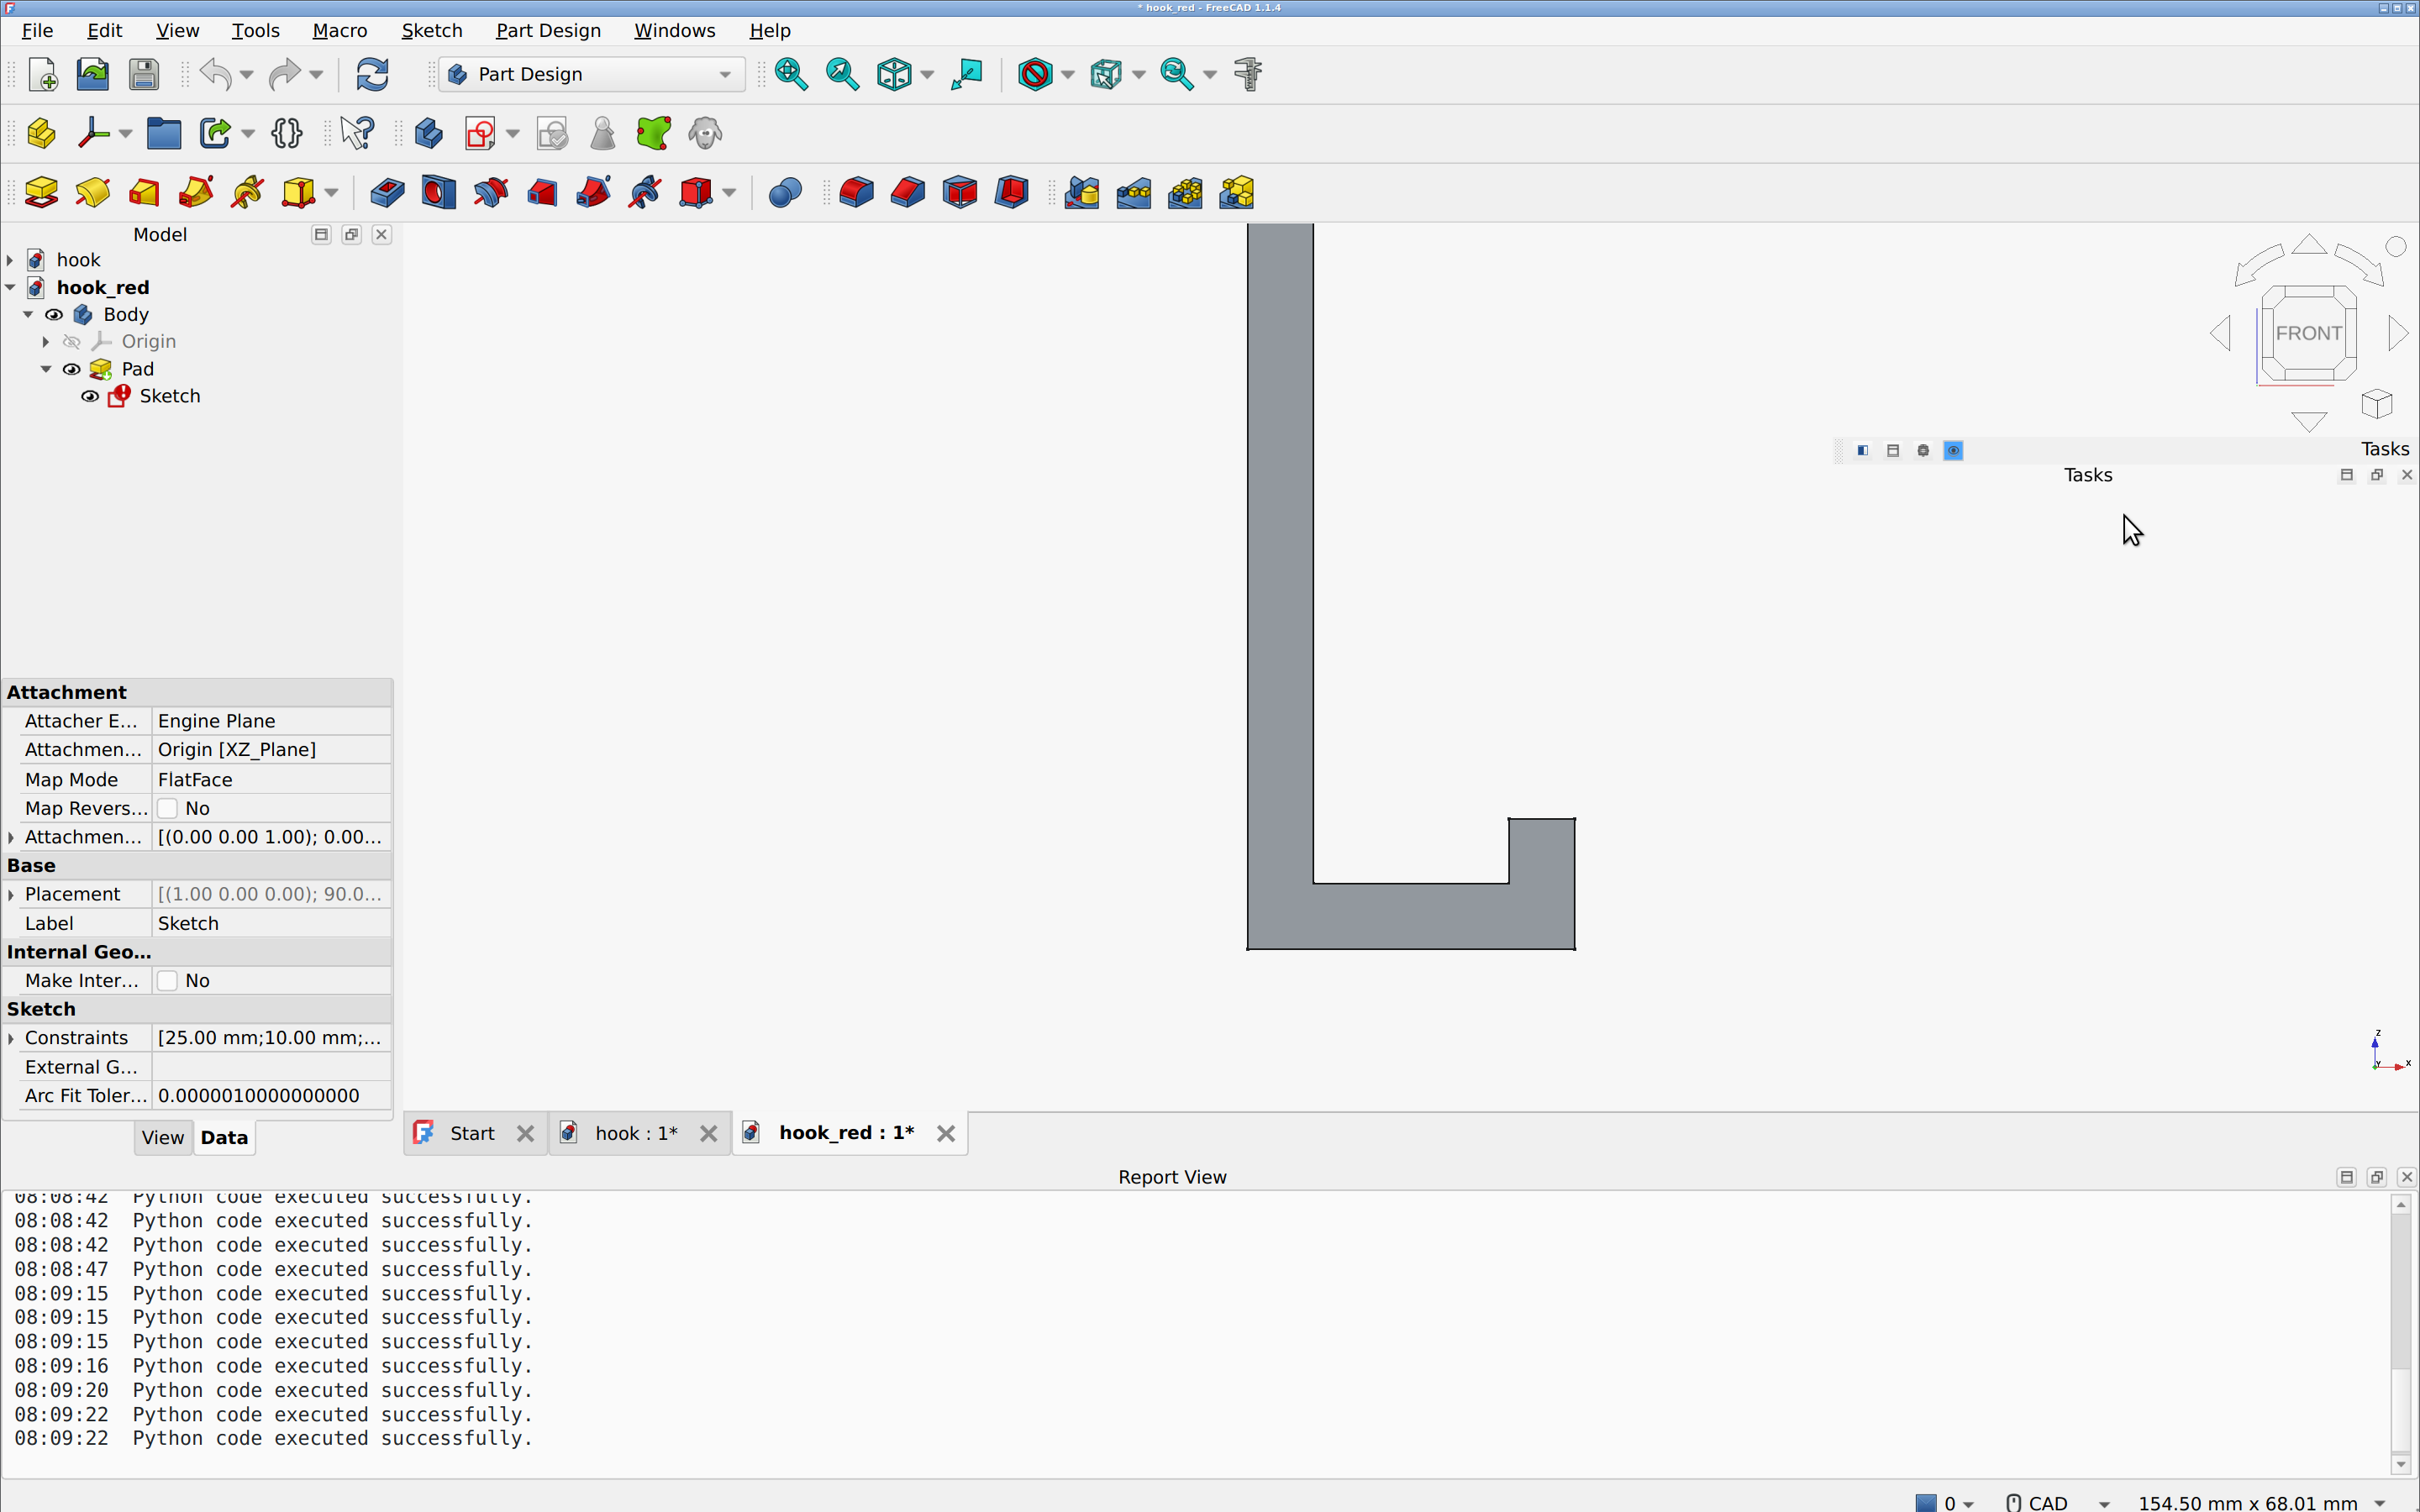 * hook_red - FreeCAD 1.1.4
File Edit View Tools Macro Sketch Part Design Windows Help
Part Design
Model
hook
hook_red
Body
Origin
Pad
Sketch
FRONT
Tasks
Tasks
Attachment
Attacher E... Engine Plane
Attachmen... Origin [XZ_Plane]
Map Mode FlatFace
Map Revers... No
Attachmen... [(0.00 0.00 1.00); 0.00...
Base
Placement [(1.00 0.00 0.00); 90.0...
Label Sketch
Internal Geo...
Make Inter... No
Sketch
Constraints [25.00 mm;10.00 mm;...
External G...
Arc Fit Toler... 0.0000010000000000
View Data
z
Y
x
Start hook : 1* hook_red : 1*
Report View
08:08:42 Python code executed successfully.
08:08:42 Python code executed successfully.
08:08:42 Python code executed successfully.
08:08:47 Python code executed successfully.
08:09:15 Python code executed successfully.
08:09:15 Python code executed successfully.
08:09:15 Python code executed successfully.
08:09:16 Python code executed successfully.
08:09:20 Python code executed successfully.
08:09:22 Python code executed successfully.
08:09:22 Python code executed successfully.
0 CAD 154.50 mm x 68.01 mm